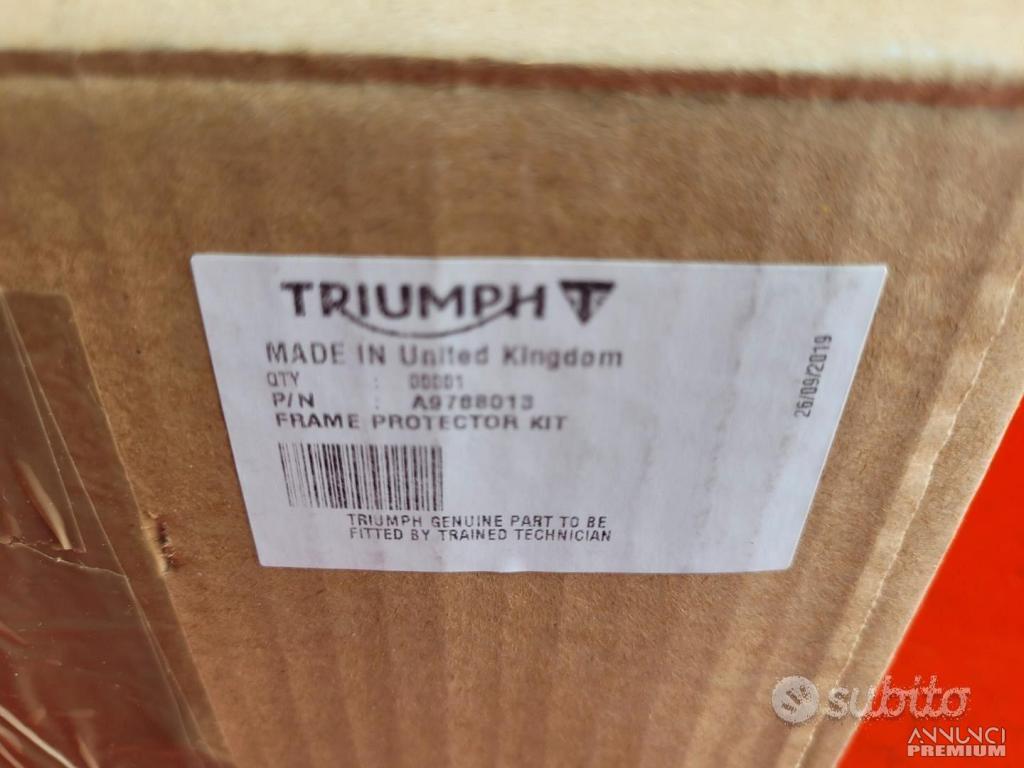 TRIUMPH
MADE IN United Kingdom
QTY : 00001
P/N : A9768013
FRAME PROTECTOR KIT
TRIUMPH GENUINE PART TO BE
FITTED BY TRAINED TECHNICIAN
26/09/2019
subito
ANNUNCI
PREMIUM